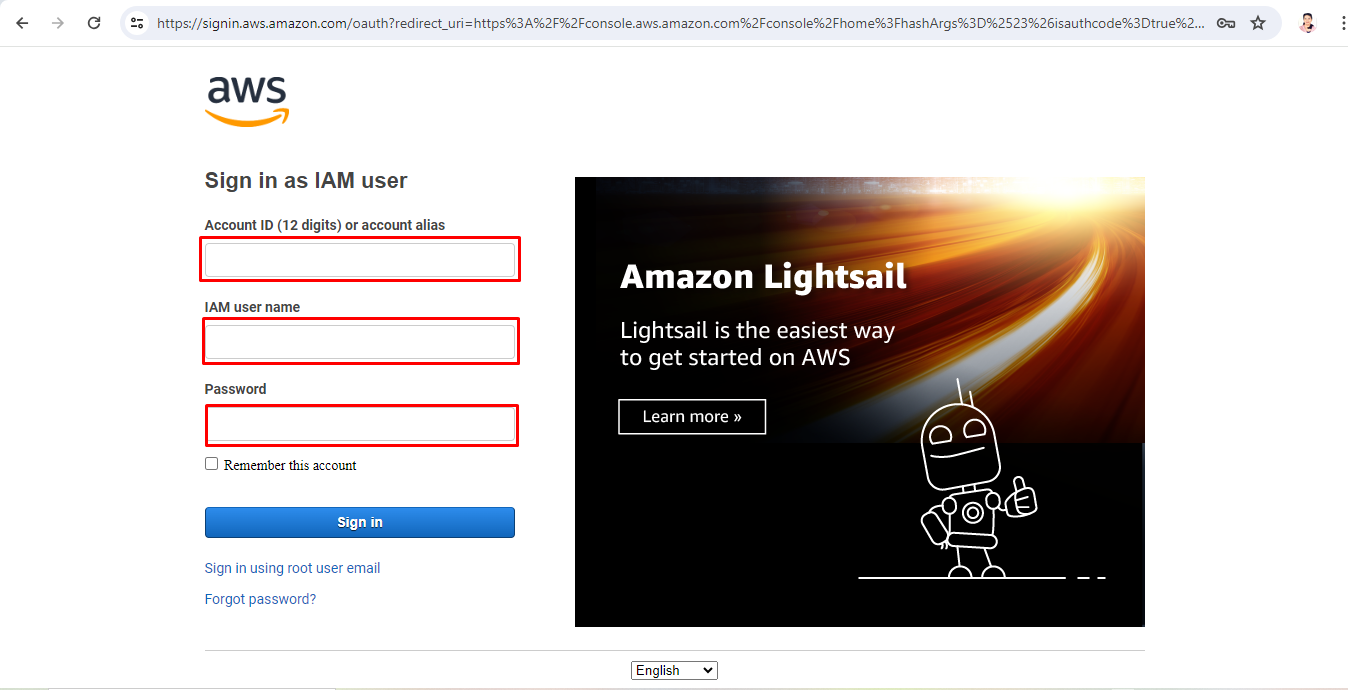 https://signin.aws.amazon.com/oauth?redirect_uri=https%3A%2F%2Fconsole.aws.amazon.com%2Fconsole%2Fhome%3FhashArgs%3D%2523%26isauthcode%3Dtrue%2...
aws
Sign in as IAM user
Account ID (12 digits) or account alias
IAM user name
Password
Remember this account
Sign in
Sign in using root user email
Forgot password?
Amazon Lightsail
Lightsail is the easiest way
to get started on AWS
Learn more »
English